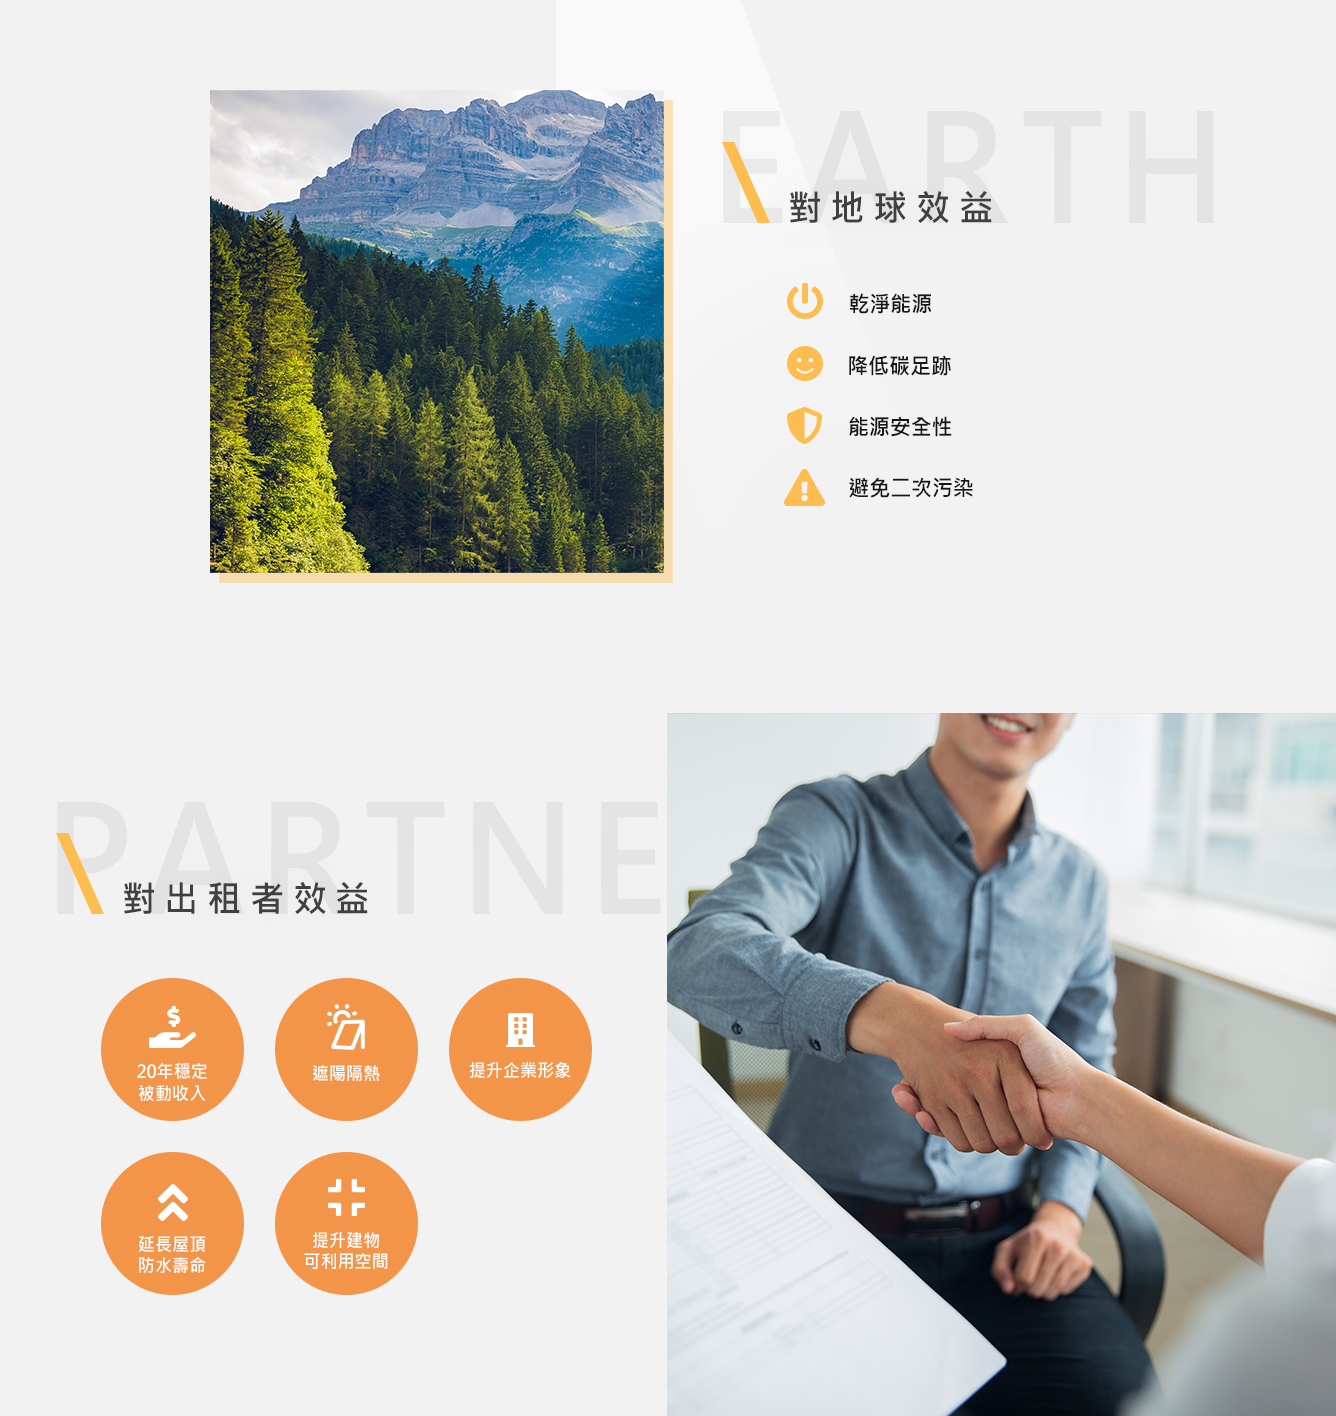 EARTH
對地球效益
乾淨能源
降低碳足跡
能源安全性
避免二次污染
PARTNE
對出租者效益
20年穩定
被動收入
遮陽隔熱
提升企業形象
延長屋頂
防水壽命
提升建物
可利用空間